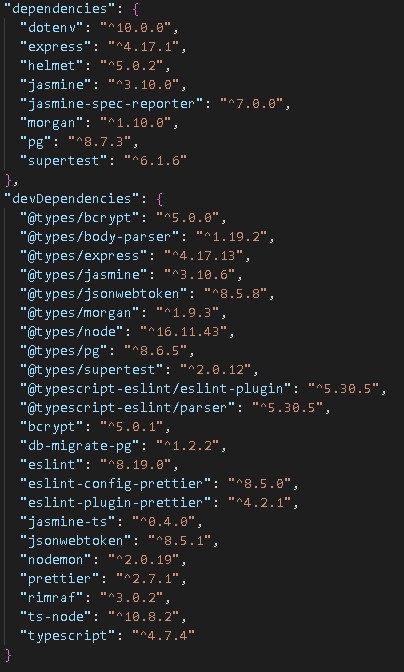 "dependencies": {
"dotenv": "^10.0.0",
"express": "^4.17.1",
"helmet": "^5.0.2",
"jasmine": "^3.10.0",
"jasmine-spec-reporter": "^7.0.0",
"morgan": "^1.10.0",
"pg": "^8.7.3",
"supertest": "^6.1.6"
},
"devDependencies": {
"@types/bcrypt": "^5.0.0",
"@types/body-parser": "^1.19.2",
"@types/express": "^4.17.13",
"@types/jasmine": "^3.10.6",
"@types/jsonwebtoken": "^8.5.8",
"@types/morgan": "^1.9.3",
"@types/node": "^16.11.43",
"@types/pg": "^8.6.5",
"@types/supertest": "^2.0.12",
"@typescript-eslint/eslint-plugin": "^5.30.5",
"@typescript-eslint/parser": "^5.30.5",
"bcrypt": "^5.0.1",
"db-migrate-pg": "^1.2.2",
"eslint": "^8.19.0",
"eslint-config-prettier": "^8.5.0",
"eslint-plugin-prettier": "^4.2.1",
"jasmine-ts": "^0.4.0",
"jsonwebtoken": "^8.5.1",
"nodemon": "^2.0.19",
"prettier": "^2.7.1",
"rimraf": "^3.0.2",
"ts-node": "^10.8.2",
"typescript": "^4.7.4"
}